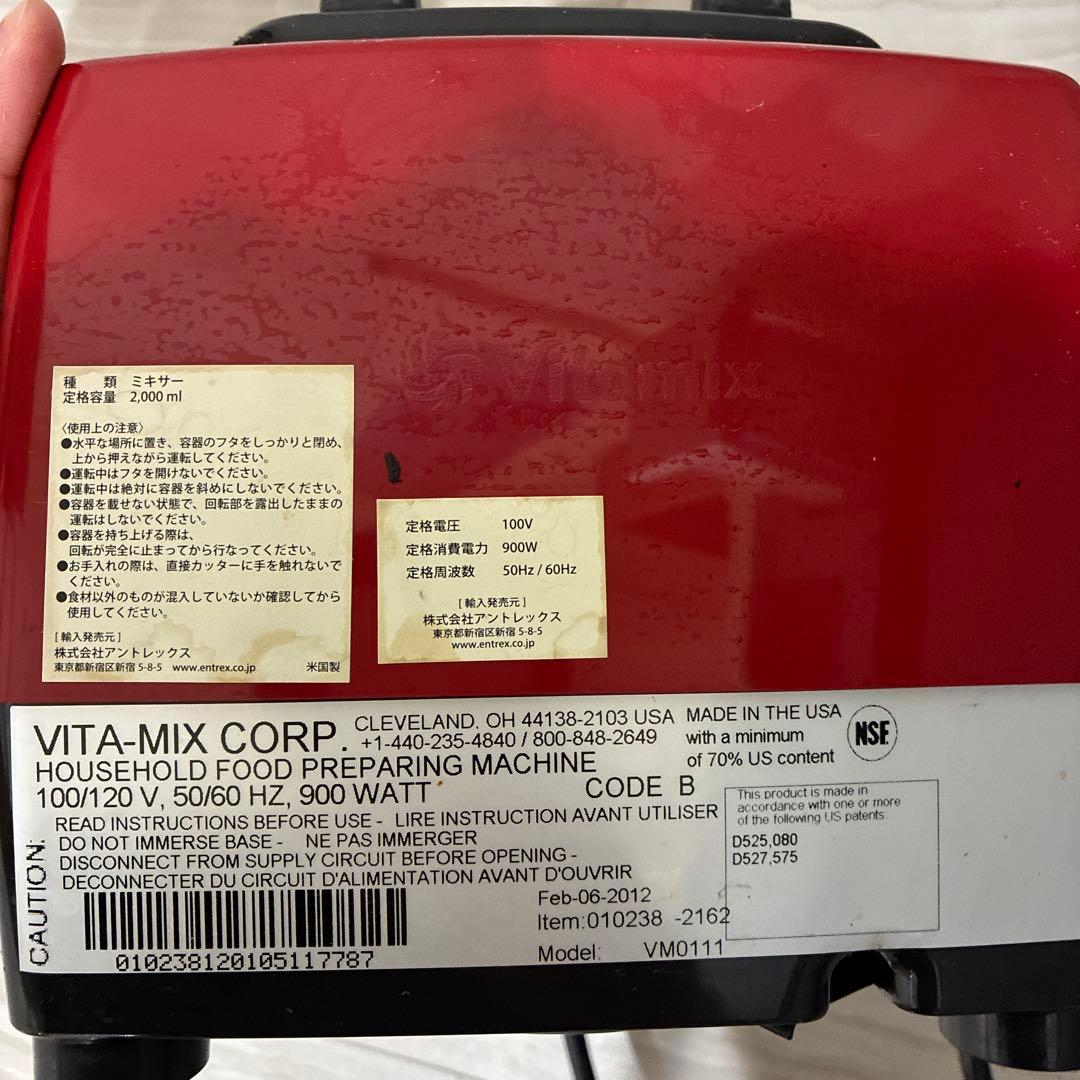 Vitamix
種 類 ミキサー
定格容量 2,000 ml
〈使用上の注意〉
●水平な場所に置き、容器のフタをしっかりと閉め、
上から押えながら運転してください。
●運転中はフタを開けないでください。
●運転中は絶対に容器を斜めにしないでください。
●容器を載せない状態で、回転部を露出したままの
運転はしないでください。
●容器を持ち上げる際は、
回転が完全に止まってから行なってください。
●お手入れの際は、直接カッターに手を触れないで
ください。
●食材以外のものが混入していないか確認してから
使用してください。
[ 輸入発売元 ]
株式会社アントレックス
東京都新宿区新宿 5-8-5 www.entrex.co.jp 米国製
定格電圧 100V
定格消費電力 900W
定格周波数 50Hz / 60Hz
[ 輸入発売元 ]
株式会社アントレックス
東京都新宿区新宿 5-8-5
www.entrex.co.jp
VITA-MIX CORP. CLEVELAND, OH 44138-2103 USA
+1-440-235-4840 / 800-848-2649
MADE IN THE USA
with a minimum
of 70% US content
NSF
HOUSEHOLD FOOD PREPARING MACHINE
100/120 V, 50/60 HZ, 900 WATT CODE B
READ INSTRUCTIONS BEFORE USE - LIRE INSTRUCTION AVANT UTILISER
CAUTION:
DO NOT IMMERSE BASE - NE PAS IMMERGER
DISCONNECT FROM SUPPLY CIRCUIT BEFORE OPENING -
DECONNECTER DU CIRCUIT D'ALIMENTATION AVANT D'OUVRIR
This product is made in
accordance with one or more
of the following US patents:
D525,080
D527,575
Feb-06-2012
Item:010238 -2162
Model: VM0111
010238120105117787